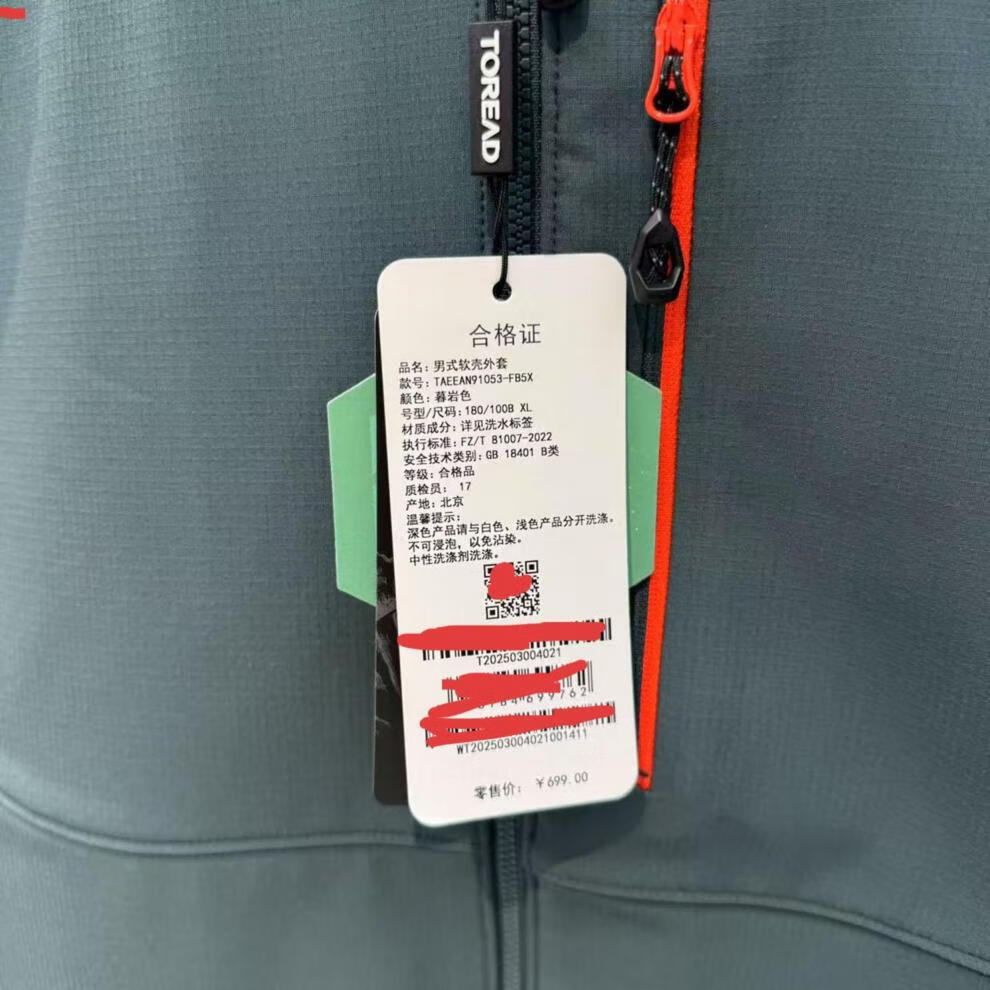 TOREAD
合格证
品名: 男式软壳外套
款号: TAEEAN91053-FB5X
颜色: 暮岩色
号型/尺码: 180/100B XL
材质成分: 详见洗水标签
执行标准: FZ/T 81007-2022
安全技术类别: GB 18401 B类
等级: 合格品
质检员: 17
产地: 北京
温馨提示:
深色产品请与白色、浅色产品分开洗涤。
不可浸泡, 以免沾染。
中性洗涤剂洗涤。
T202503004021
699762
WT202503004021001411
零售价: ￥699.00